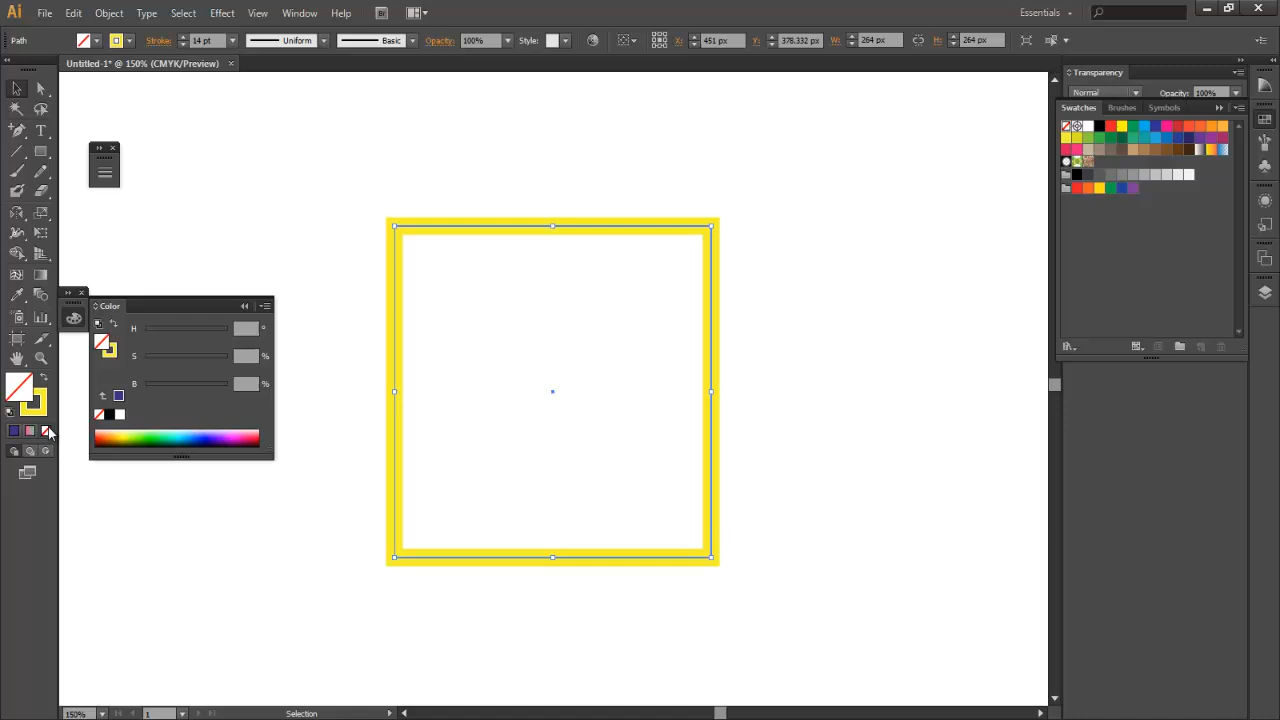 Ai File Edit Object Type Select Effect View Window Help Br Essentials
Path Stroke: 14 pt Uniform Basic Opacity: 100% Style: X: 451 px Y: 378.332 px W: 264 px H: 264 px
Untitled-1* @ 150% (CMYK/Preview)
Transparency
Normal Opacity: 100%
Swatches Brushes Symbols
Color
H °
S %
B %
150% 1 Selection